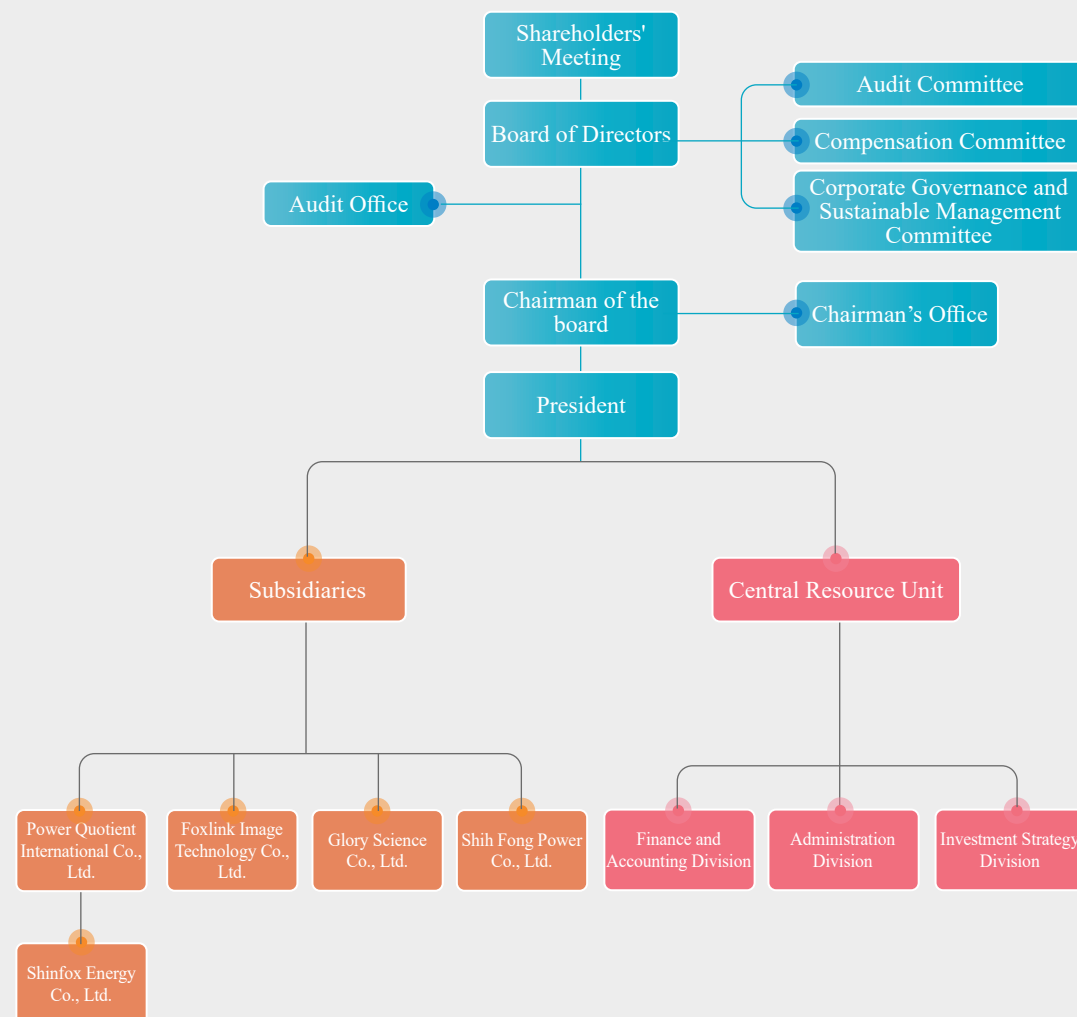 Shareholders'
Meeting
Board of Directors
Audit Committee
Compensation Committee
Corporate Governance and
Sustainable Management
Committee
Audit Office
Chairman of the
board
Chairman’s Office
President
Subsidiaries
Central Resource Unit
Power Quotient
International Co.,
Ltd.
Foxlink Image
Technology Co.,
Ltd.
Glory Science
Co., Ltd.
Shih Fong Power
Co., Ltd.
Finance and
Accounting Division
Administration
Division
Investment Strategy
Division
Shinfox Energy
Co., Ltd.